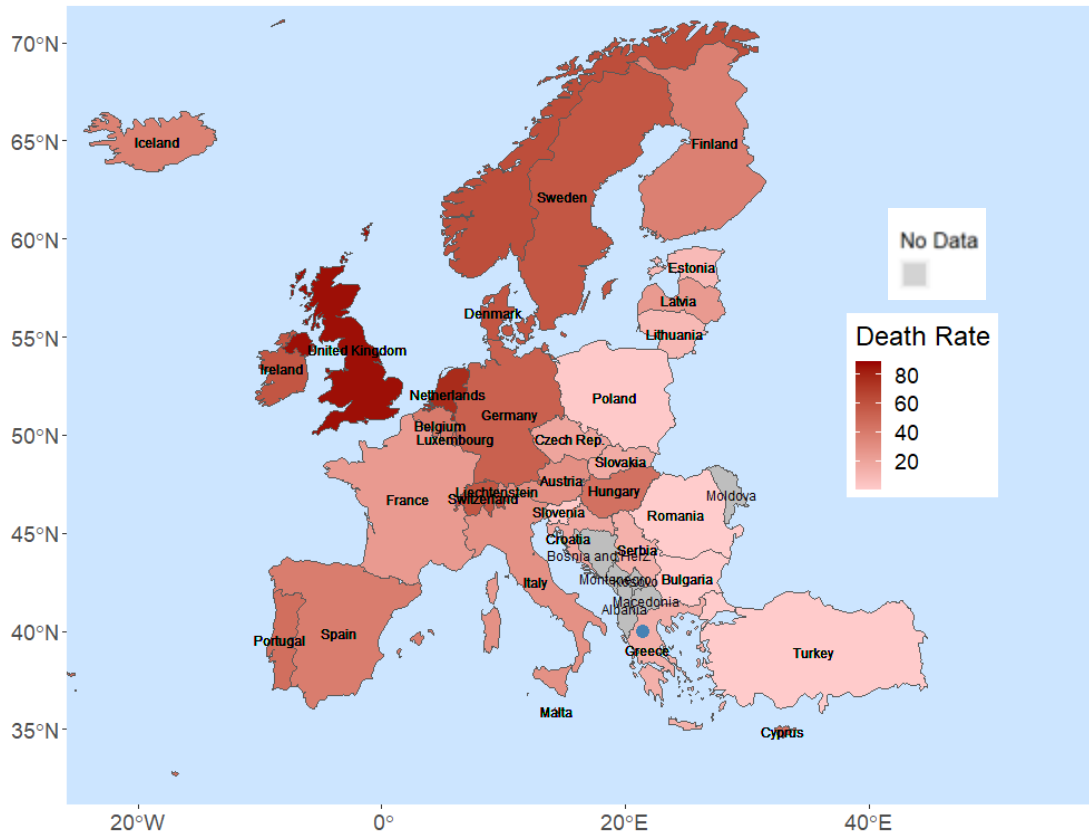 70°N
65°N
60°N
55°N
50°N
45°N
40°N
35°N
Iceland
Finland
Sweden
No Data
Estonia
Denmark
Latvia
Lithuania
United Kingdom
Ireland
Death Rate
80
60
40
20
Netherlands
Poland
Germany
Belgium
Luxembourg
Czech Rep.
Slovakia
Austria
Liechtenstein
Switzerland
Hungary
France
Moldova
Slovenia
Romania
Croatia
Serbia
Bosnia and Herz.
Montenegro
Kosovo
Bulgaria
Italy
Macedonia
Albania
Portugal
Spain
Greece
Turkey
Malta
Cyprus
20°W
0°
20°E
40°E